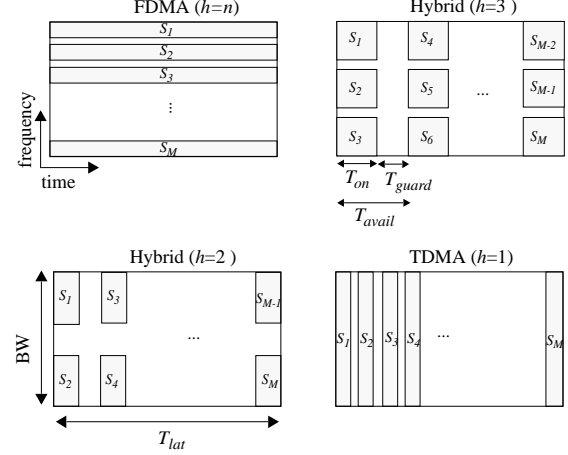 FDMA (h=n)
S1
S2
S3
...
SM
frequency
time
Hybrid (h=3 )
S1 S4 SM-2
S2 S5 ... SM-1
S3 S6 SM
Ton Tguard
Tavail
Hybrid (h=2 )
S1 S3 SM-1
...
S2 S4 SM
BW
Tlat
TDMA (h=1)
...
S1 S2 S3 S4 SM